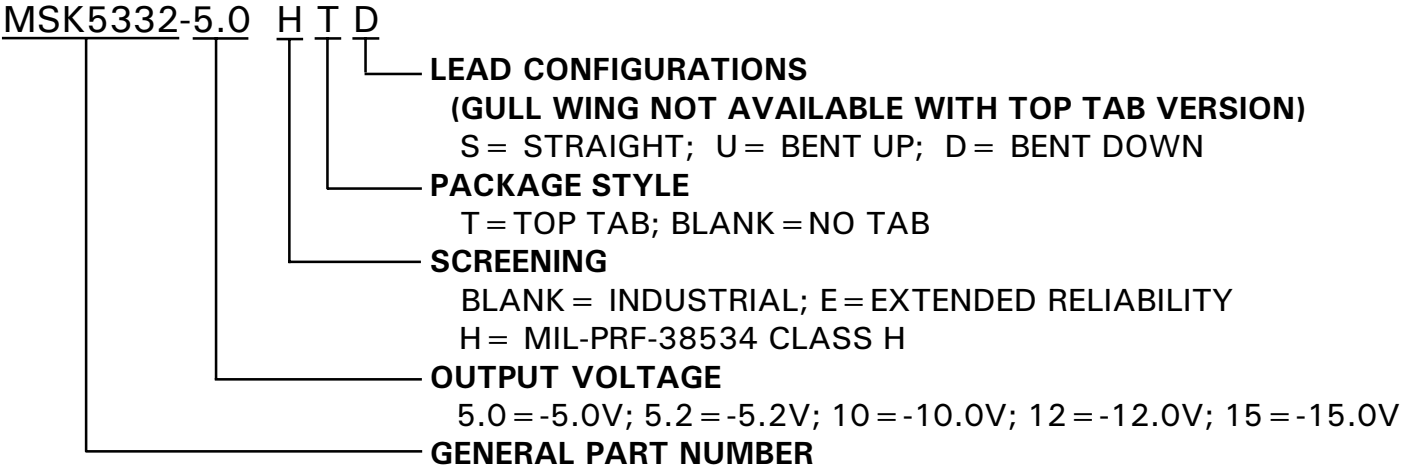 MSK5332-5.0 H T D
LEAD CONFIGURATIONS
(GULL WING NOT AVAILABLE WITH TOP TAB VERSION)
S= STRAIGHT; U= BENT UP; D= BENT DOWN
PACKAGE STYLE
T=TOP TAB; BLANK=NO TAB
SCREENING
BLANK= INDUSTRIAL; E=EXTENDED RELIABILITY
H= MIL-PRF-38534 CLASS H
OUTPUT VOLTAGE
5.0=-5.0V; 5.2=-5.2V; 10=-10.0V; 12=-12.0V; 15=-15.0V
GENERAL PART NUMBER